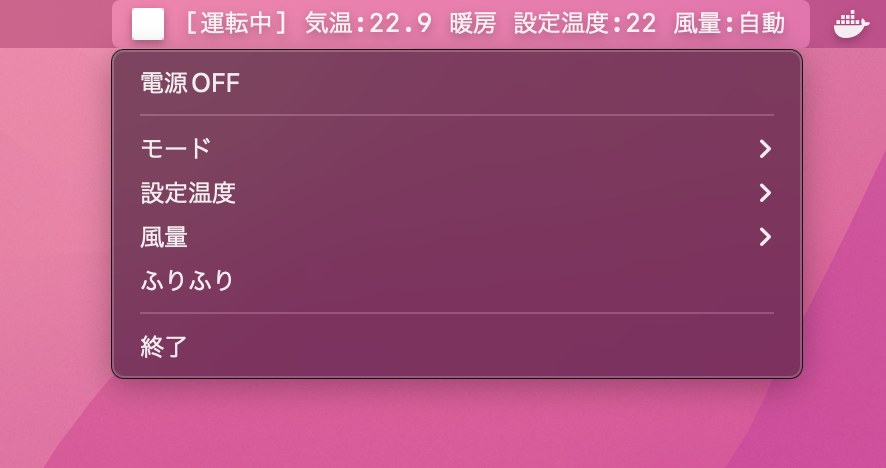 [運転中] 気温:22.9 暖房 設定温度:22 風量:自動
電源OFF
モード
設定温度
風量
ふりふり
終了